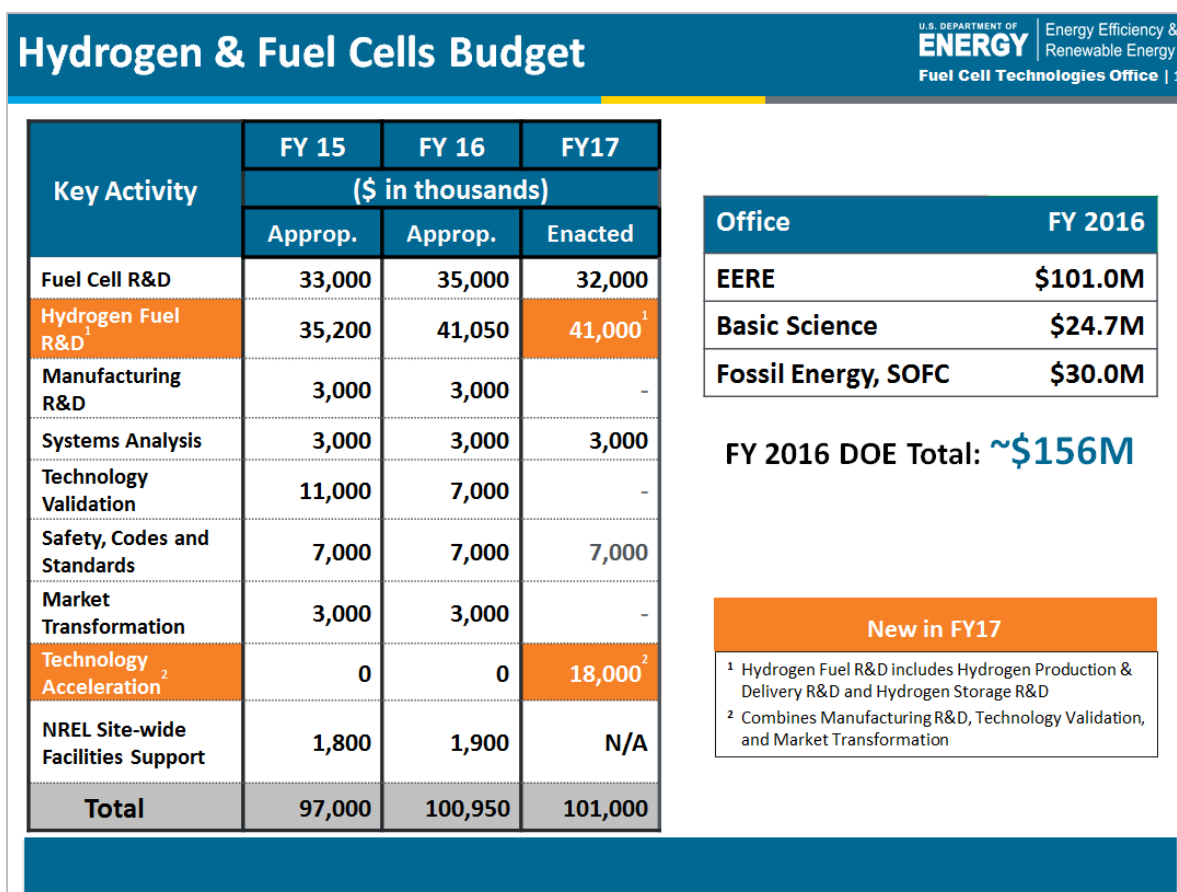 Hydrogen & Fuel Cells Budget
U.S. DEPARTMENT OF
ENERGY
Energy Efficiency &
Renewable Energy
Fuel Cell Technologies Office | 1
Key Activity
FY 15 FY 16 FY17
($ in thousands)
Approp. Approp. Enacted
Fuel Cell R&D 33,000 35,000 32,000
Hydrogen Fuel
R&D¹ 35,200 41,050 41,000¹
Manufacturing
R&D 3,000 3,000 -
Systems Analysis 3,000 3,000 3,000
Technology
Validation 11,000 7,000 -
Safety, Codes and
Standards 7,000 7,000 7,000
Market
Transformation 3,000 3,000 -
Technology
Acceleration² 0 0 18,000²
NREL Site-wide
Facilities Support 1,800 1,900 N/A
Total 97,000 100,950 101,000
Office FY 2016
EERE $101.0M
Basic Science $24.7M
Fossil Energy, SOFC $30.0M
FY 2016 DOE Total: ~$156M
New in FY17
¹ Hydrogen Fuel R&D includes Hydrogen Production &
Delivery R&D and Hydrogen Storage R&D
² Combines Manufacturing R&D, Technology Validation,
and Market Transformation